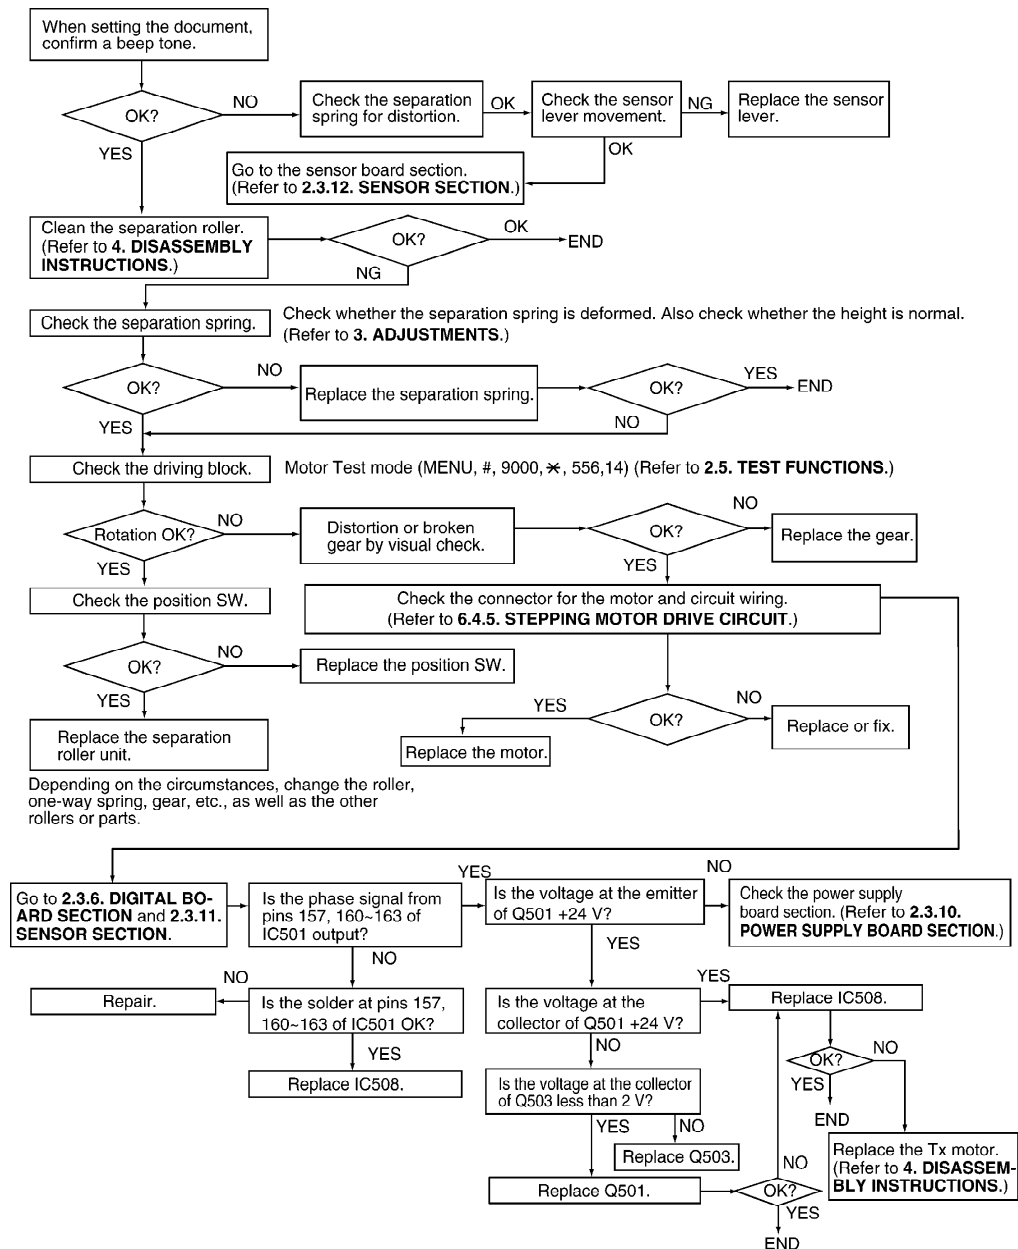 When setting the document,
confirm a beep tone.
OK?
NO
Check the separation
spring for distortion.
OK
Check the sensor
lever movement.
NG
Replace the sensor
lever.
YES
OK
Go to the sensor board section.
(Refer to 2.3.12. SENSOR SECTION.)
Clean the separation roller.
(Refer to 4. DISASSEMBLY
INSTRUCTIONS.)
OK?
OK
END
NG
Check the separation spring.
Check whether the separation spring is deformed. Also check whether the height is normal.
(Refer to 3. ADJUSTMENTS.)
OK?
NO
Replace the separation spring.
OK?
YES
END
YES
NO
Check the driving block.
Motor Test mode (MENU, #, 9000, ✳, 556,14) (Refer to 2.5. TEST FUNCTIONS.)
Rotation OK?
NO
Distortion or broken
gear by visual check.
OK?
NO
Replace the gear.
YES
YES
Check the position SW.
Check the connector for the motor and circuit wiring.
(Refer to 6.4.5. STEPPING MOTOR DRIVE CIRCUIT.)
OK?
NO
Replace the position SW.
YES
YES
OK?
NO
Replace or fix.
Replace the separation
roller unit.
Replace the motor.
Depending on the circumstances, change the roller,
one-way spring, gear, etc., as well as the other
rollers or parts.
Go to 2.3.6. DIGITAL BO-
ARD SECTION and 2.3.11.
SENSOR SECTION.
Is the phase signal from
pins 157, 160~163 of
IC501 output?
YES
Is the voltage at the emitter
of Q501 +24 V?
NO
Check the power supply
board section. (Refer to 2.3.10.
POWER SUPPLY BOARD SECTION.)
NO
YES
Repair.
NO
Is the solder at pins 157,
160~163 of IC501 OK?
Is the voltage at the
collector of Q501 +24 V?
YES
Replace IC508.
YES
NO
OK?
NO
YES
END
Replace IC508.
Is the voltage at the collector
of Q503 less than 2 V?
YES
NO
Replace Q503.
Replace the Tx motor.
(Refer to 4. DISASSEM-
BLY INSTRUCTIONS.)
NO
Replace Q501.
OK?
YES
END